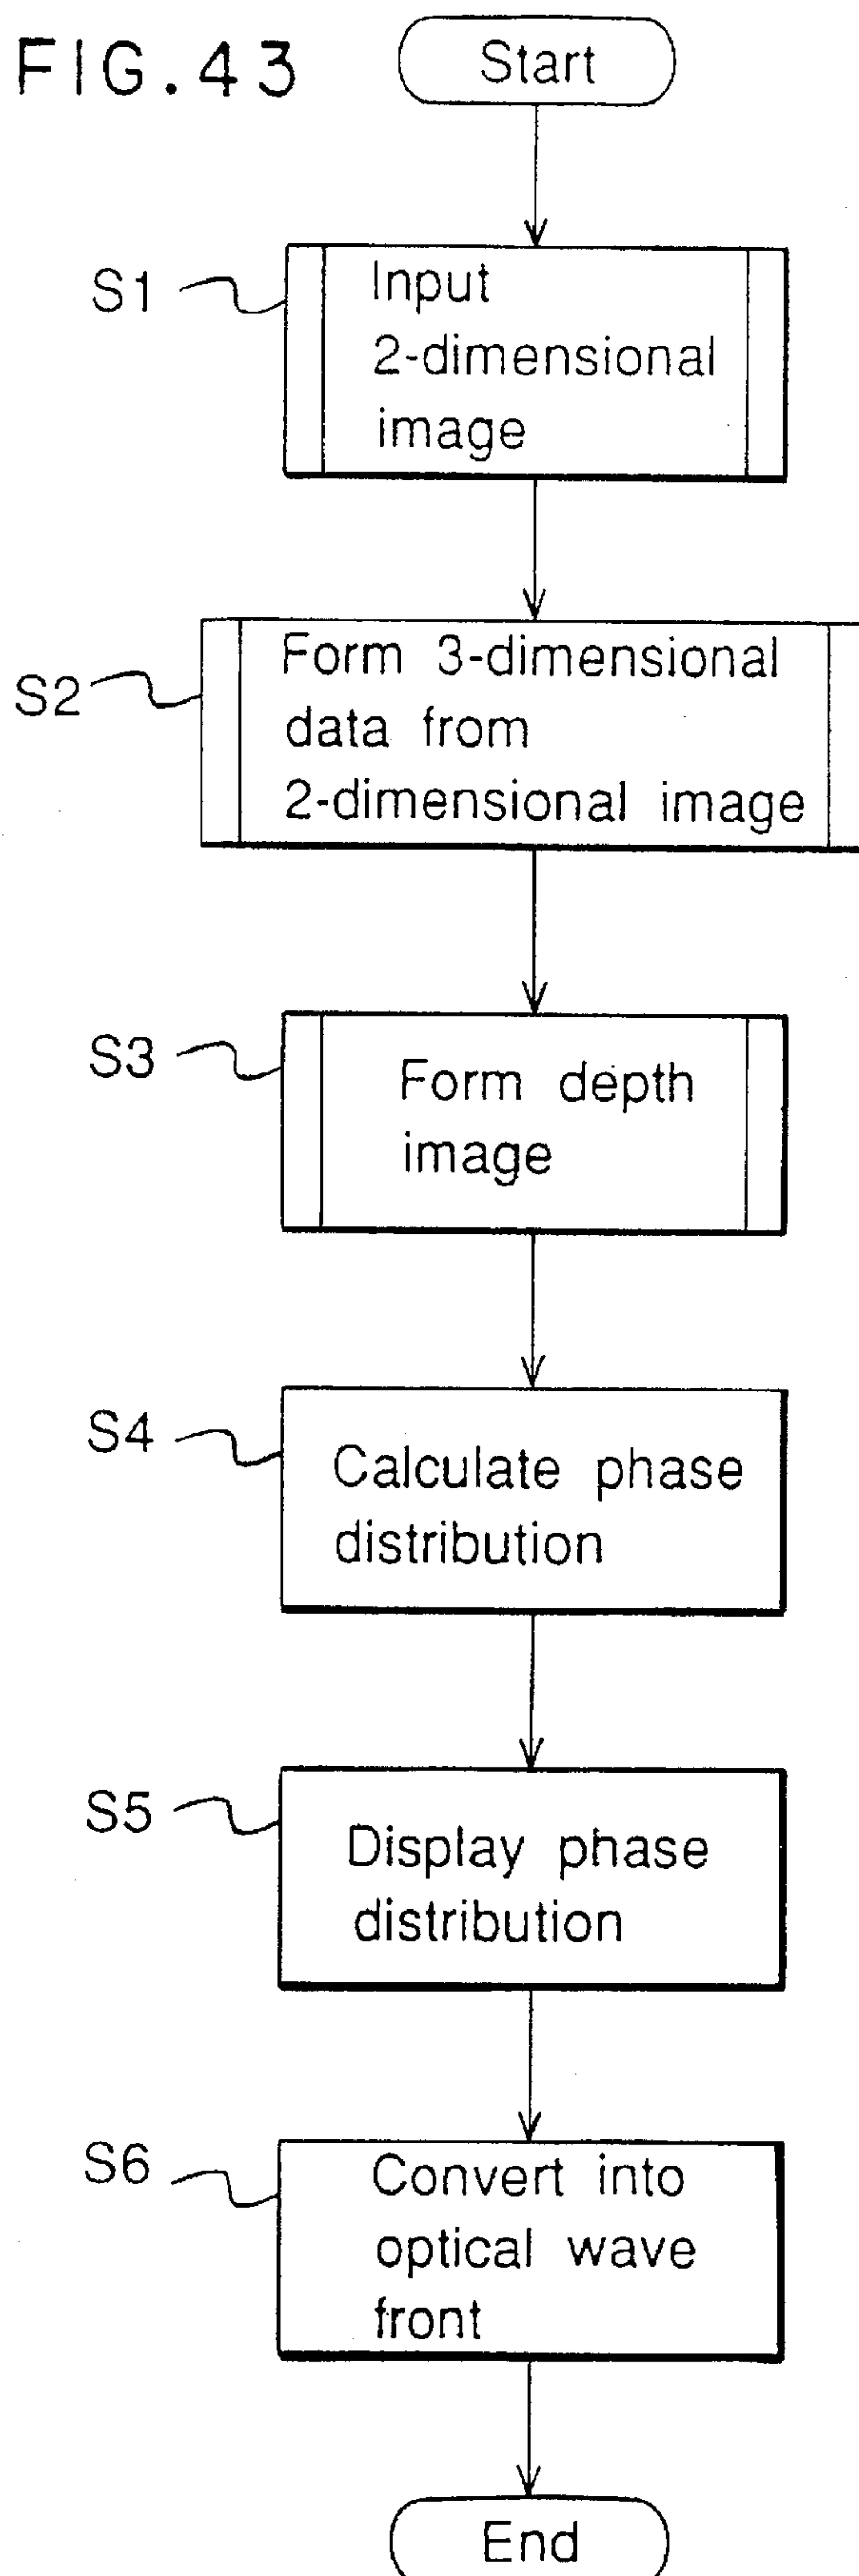 FIG.43
Start
S1
Input
2-dimensional
image
S2
Form 3-dimensional
data from
2-dimensional image
S3
Form depth
image
S4
Calculate phase
distribution
S5
Display phase
distribution
S6
Convert into
optical wave
front
End